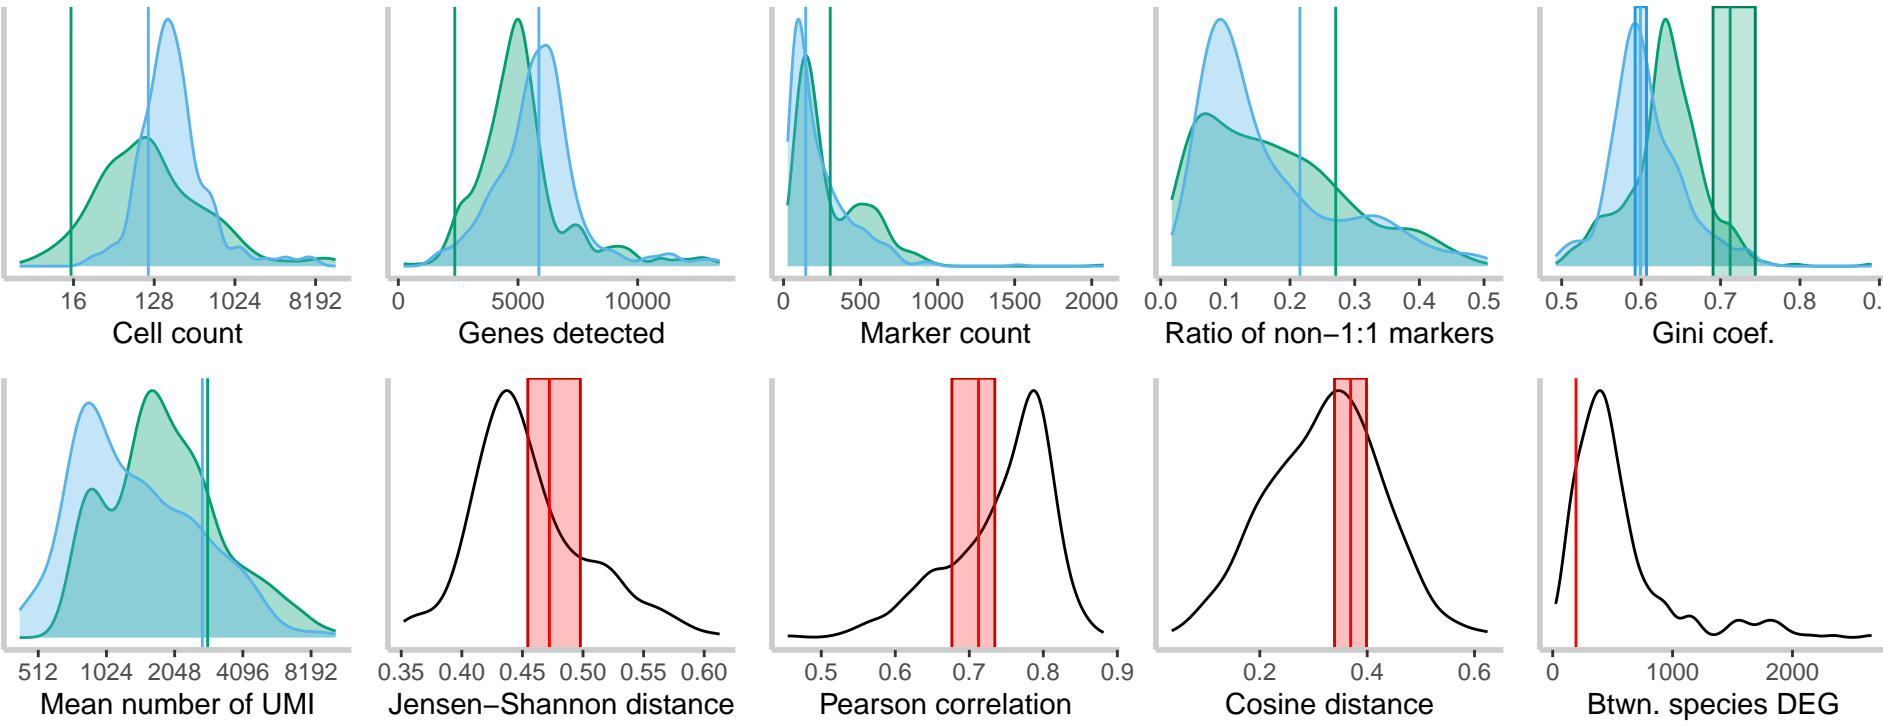 16 128 1024 8192
Cell count
0 5000 10000
Genes detected
0 500 1000 1500 2000
Marker count
0.0 0.1 0.2 0.3 0.4 0.5
Ratio of non−1:1 markers
0.5 0.6 0.7 0.8 0.
Gini coef.
512 1024 2048 4096 8192
Mean number of UMI
0.35 0.40 0.45 0.50 0.55 0.60
Jensen−Shannon distance
0.5 0.6 0.7 0.8 0.9
Pearson correlation
0.2 0.4 0.6
Cosine distance
0 1000 2000
Btwn. species DEG